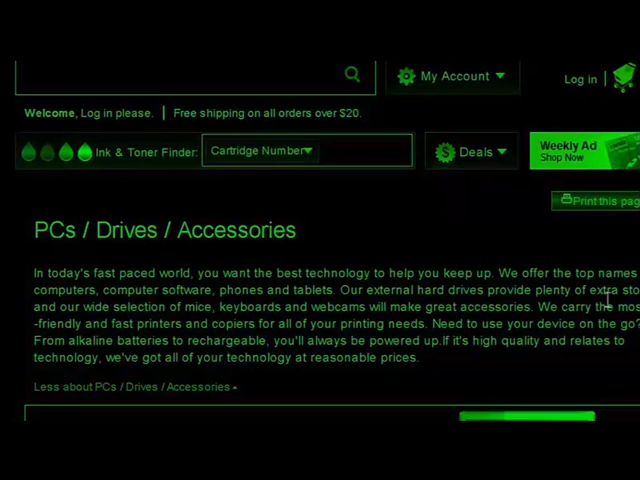 My Account
Log in
Welcome, Log in please. | Free shipping on all orders over $20.
Ink & Toner Finder: Cartridge Number
Deals
Weekly Ad
Shop Now
Print this pag
PCs / Drives / Accessories
In today's fast paced world, you want the best technology to help you keep up. We offer the top names
computers, computer software, phones and tablets. Our external hard drives provide plenty of extra sto
and our wide selection of mice, keyboards and webcams will make great accessories. We carry the mos
-friendly and fast printers and copiers for all of your printing needs. Need to use your device on the go?
From alkaline batteries to rechargeable, you'll always be powered up.If it's high quality and relates to
technology, we've got all of your technology at reasonable prices.
Less about PCs / Drives / Accessories